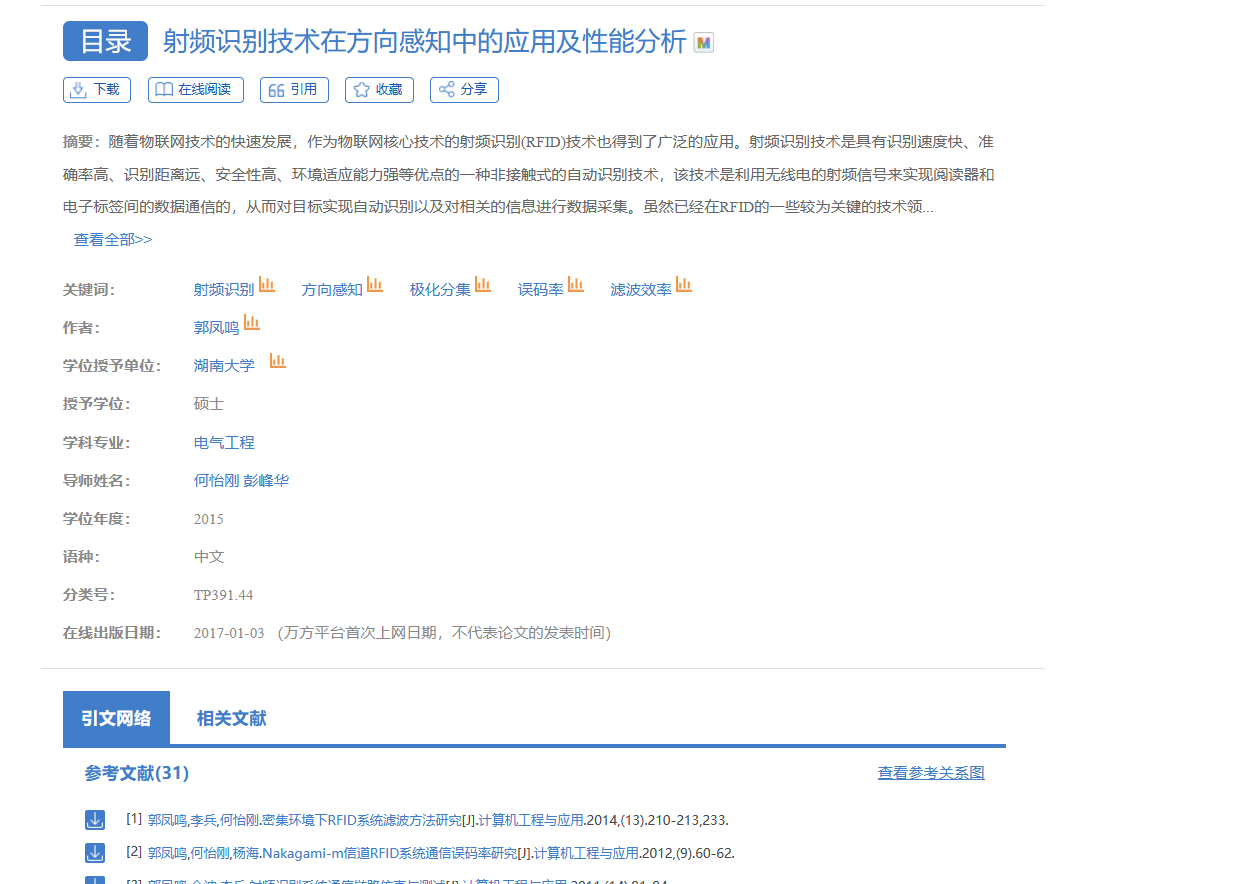 目录 射频识别技术在方向感知中的应用及性能分析 M
下载 在线阅读 引用 收藏 分享
摘要：随着物联网技术的快速发展，作为物联网核心技术的射频识别(RFID)技术也得到了广泛的应用。射频识别技术是具有识别速度快、准
确率高、识别距离远、安全性高、环境适应能力强等优点的一种非接触式的自动识别技术，该技术是利用无线电的射频信号来实现阅读器和
电子标签间的数据通信的，从而对目标实现自动识别以及对相关的信息进行数据采集。虽然已经在RFID的一些较为关键的技术领...
查看全部>>
关键词： 射频识别 方向感知 极化分集 误码率 滤波效率
作者： 郭凤鸣
学位授予单位： 湖南大学
授予学位： 硕士
学科专业： 电气工程
导师姓名： 何怡刚 彭峰华
学位年度： 2015
语种： 中文
分类号： TP391.44
在线出版日期： 2017-01-03 (万方平台首次上网日期，不代表论文的发表时间)
引文网络 相关文献
参考文献(31) 查看参考关系图
[1] 郭凤鸣,李兵,何怡刚.密集环境下RFID系统滤波方法研究[J].计算机工程与应用.2014,(13).210-213,233.
[2] 郭凤鸣,何怡刚,杨海.Nakagami-m信道RFID系统通信误码率研究[J].计算机工程与应用.2012,(9).60-62.